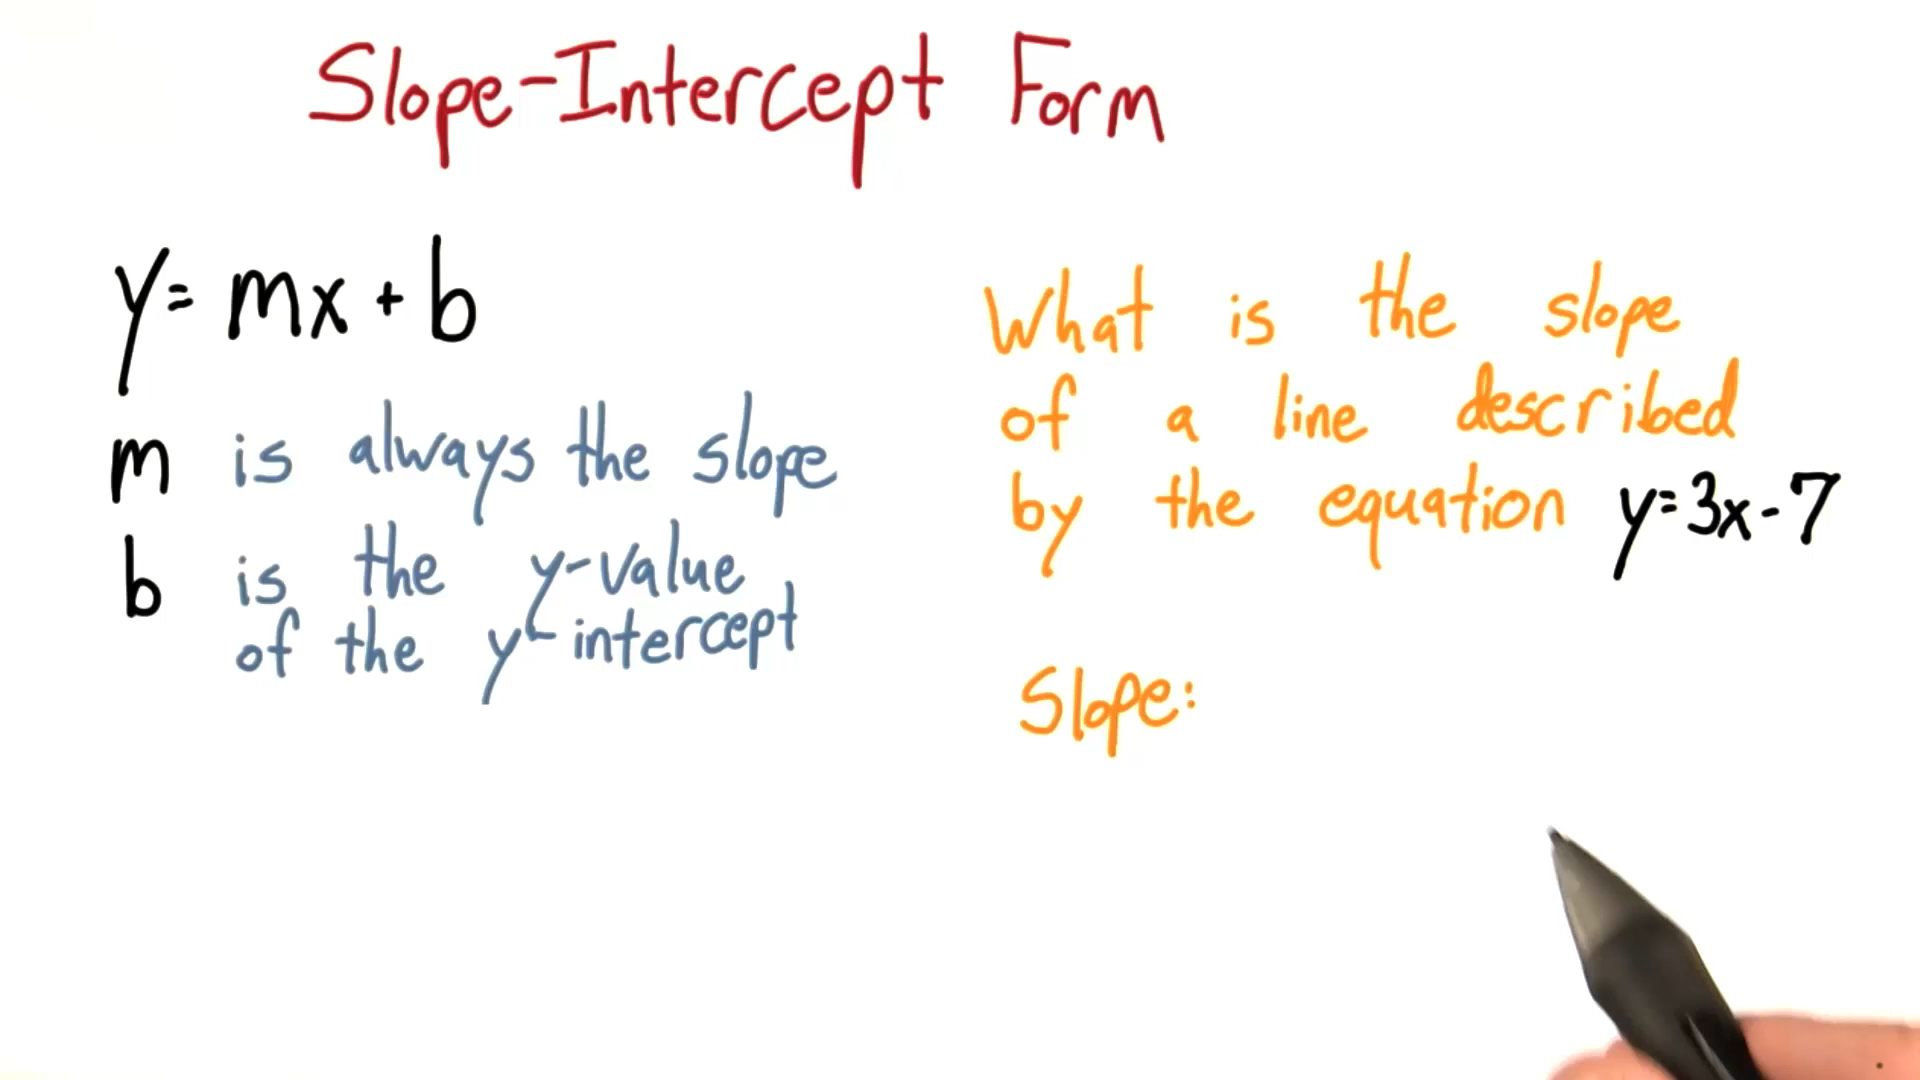 Slope-Intercept Form
y= mx + b
m is always the slope
b is the y-value
of the y-intercept
What is the slope
of a line described
by the equation y=3x-7
Slope: